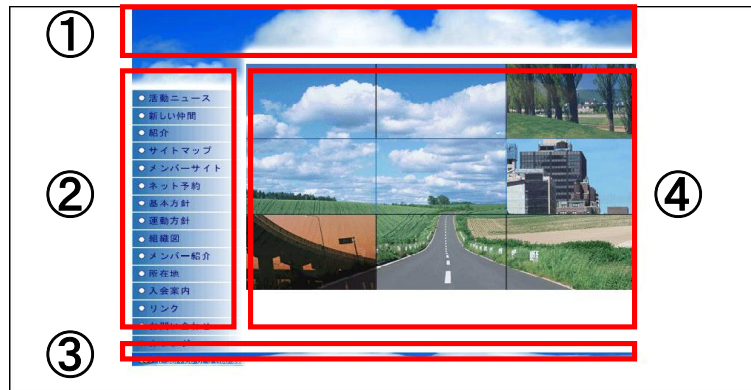 ①
②
活動ニュース
新しい仲間
紹介
サイトマップ
メンバーサイト
ネット予約
基本方針
運動方針
組織図
メンバー紹介
所在地
入会案内
リンク
③
④